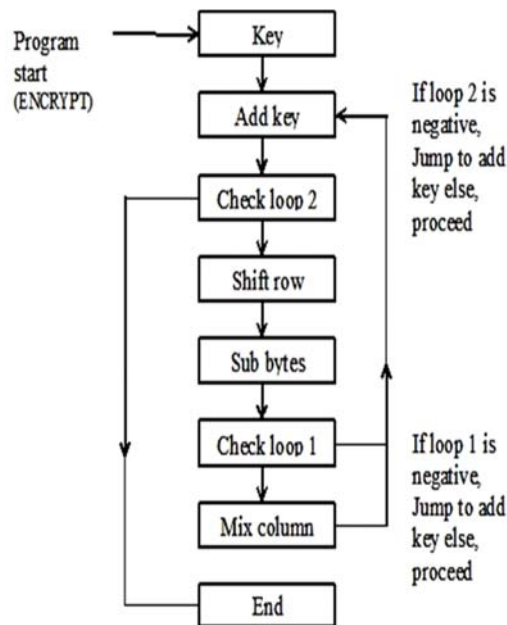 Program
start
(ENCRYPT)
Key
Add key
Check loop 2
Shift row
Sub bytes
Check loop 1
Mix column
End
If loop 2 is
negative,
Jump to add
key else,
proceed
If loop 1 is
negative,
Jump to add
key else,
proceed